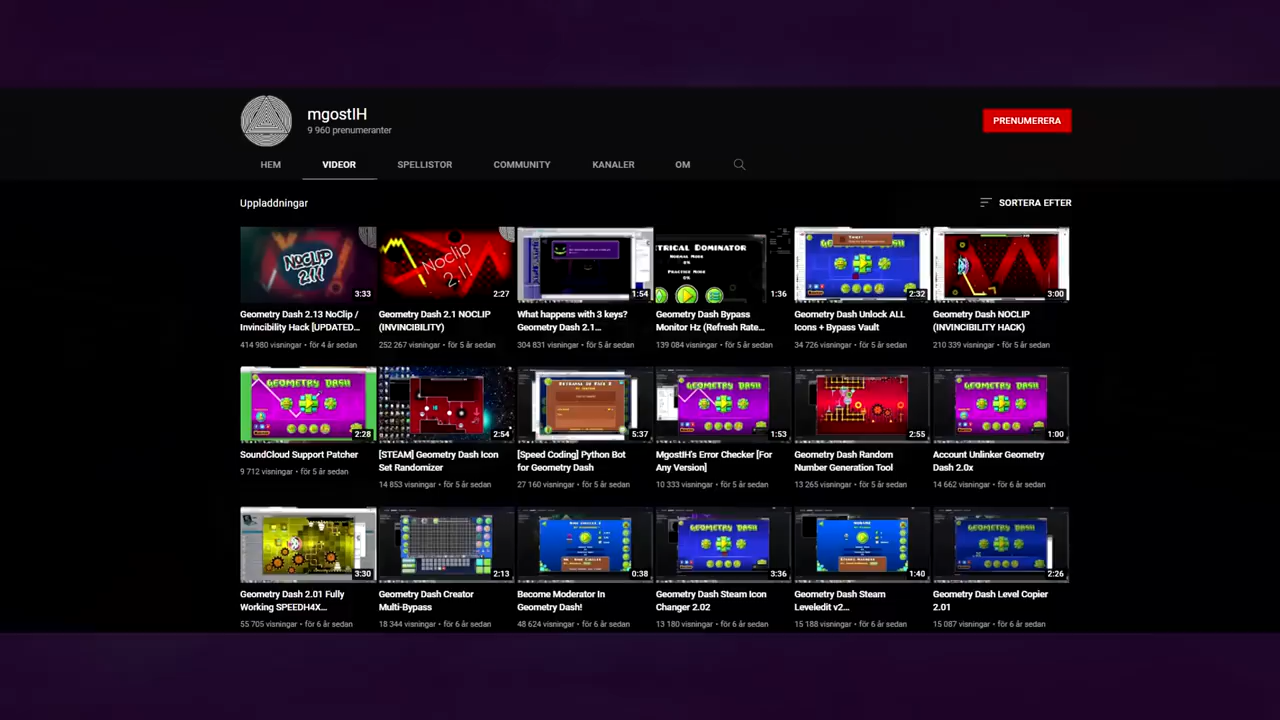 mgostIH
9 960 prenumeranter
PRENUMERERA
HEM VIDEOR SPELLISTOR COMMUNITY KANALER OM
Uppladdningar
SORTERA EFTER
NOCLIP 2.11
3:33
Noclip 2.11
2:27
1:54
TRICAL DOMINATOR
NORMAL MODE
0%
PRACTICE MODE
0%
1:36
2:32
3:00
Geometry Dash 2.13 NoClip / Invincibility Hack [UPDATED...
414 980 visningar • för 4 år sedan
Geometry Dash 2.1 NOCLIP (INVINCIBILITY)
252 267 visningar • för 5 år sedan
What happens with 3 keys? Geometry Dash 2.1...
304 831 visningar • för 5 år sedan
Geometry Dash Bypass Monitor Hz (Refresh Rate...
139 084 visningar • för 5 år sedan
Geometry Dash Unlock ALL Icons + Bypass Vault
34 726 visningar • för 5 år sedan
Geometry Dash NOCLIP (INVINCIBILITY HACK)
210 339 visningar • för 5 år sedan
GEOMETRY DASH
2:28
2:54
5:37
GEOMETRY DASH
1:53
2:55
GEOMETRY DASH
1:00
SoundCloud Support Patcher
9 712 visningar • för 5 år sedan
[STEAM] Geometry Dash Icon Set Randomizer
14 853 visningar • för 5 år sedan
[Speed Coding] Python Bot for Geometry Dash
27 160 visningar • för 5 år sedan
MgostIH's Error Checker [For Any Version]
10 333 visningar • för 5 år sedan
Geometry Dash Random Number Generation Tool
13 265 visningar • för 5 år sedan
Account Unlinker Geometry Dash 2.0x
14 662 visningar • för 6 år sedan
3:30
2:13
0:38
GEOMETRY DASH
3:36
1:40
GEOMETRY DASH
2:26
Geometry Dash 2.01 Fully Working SPEEDH4X...
55 705 visningar • för 6 år sedan
Geometry Dash Creator Multi-Bypass
18 344 visningar • för 6 år sedan
Become Moderator In Geometry Dash!
48 624 visningar • för 6 år sedan
Geometry Dash Steam Icon Changer 2.02
13 180 visningar • för 6 år sedan
Geometry Dash Steam Leveledit v2...
15 188 visningar • för 6 år sedan
Geometry Dash Level Copier 2.01
15 087 visningar • för 6 år sedan